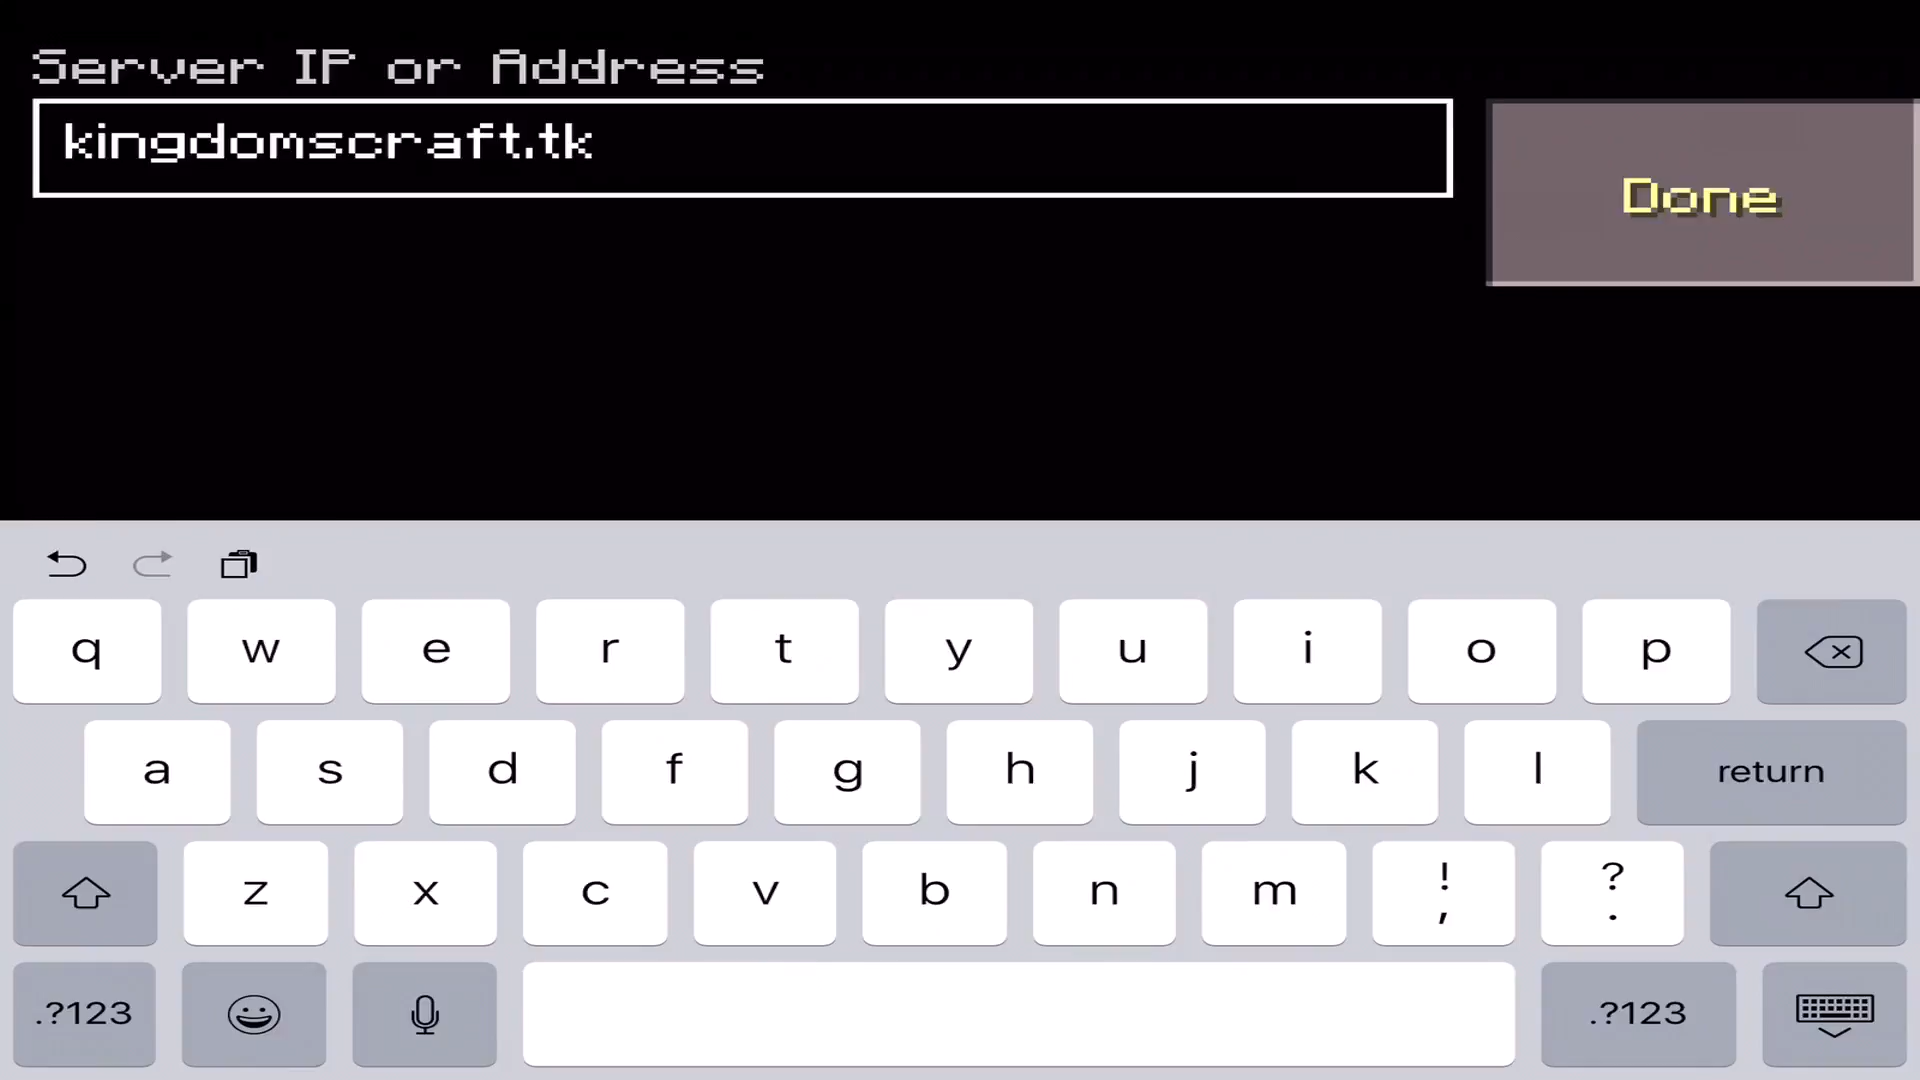 Server IP or Address
kingdomscraft.tk
Done
q w e r t y u i o p
a s d f g h j k l return
z x c v b n m ! , ? .
.?123 .?123